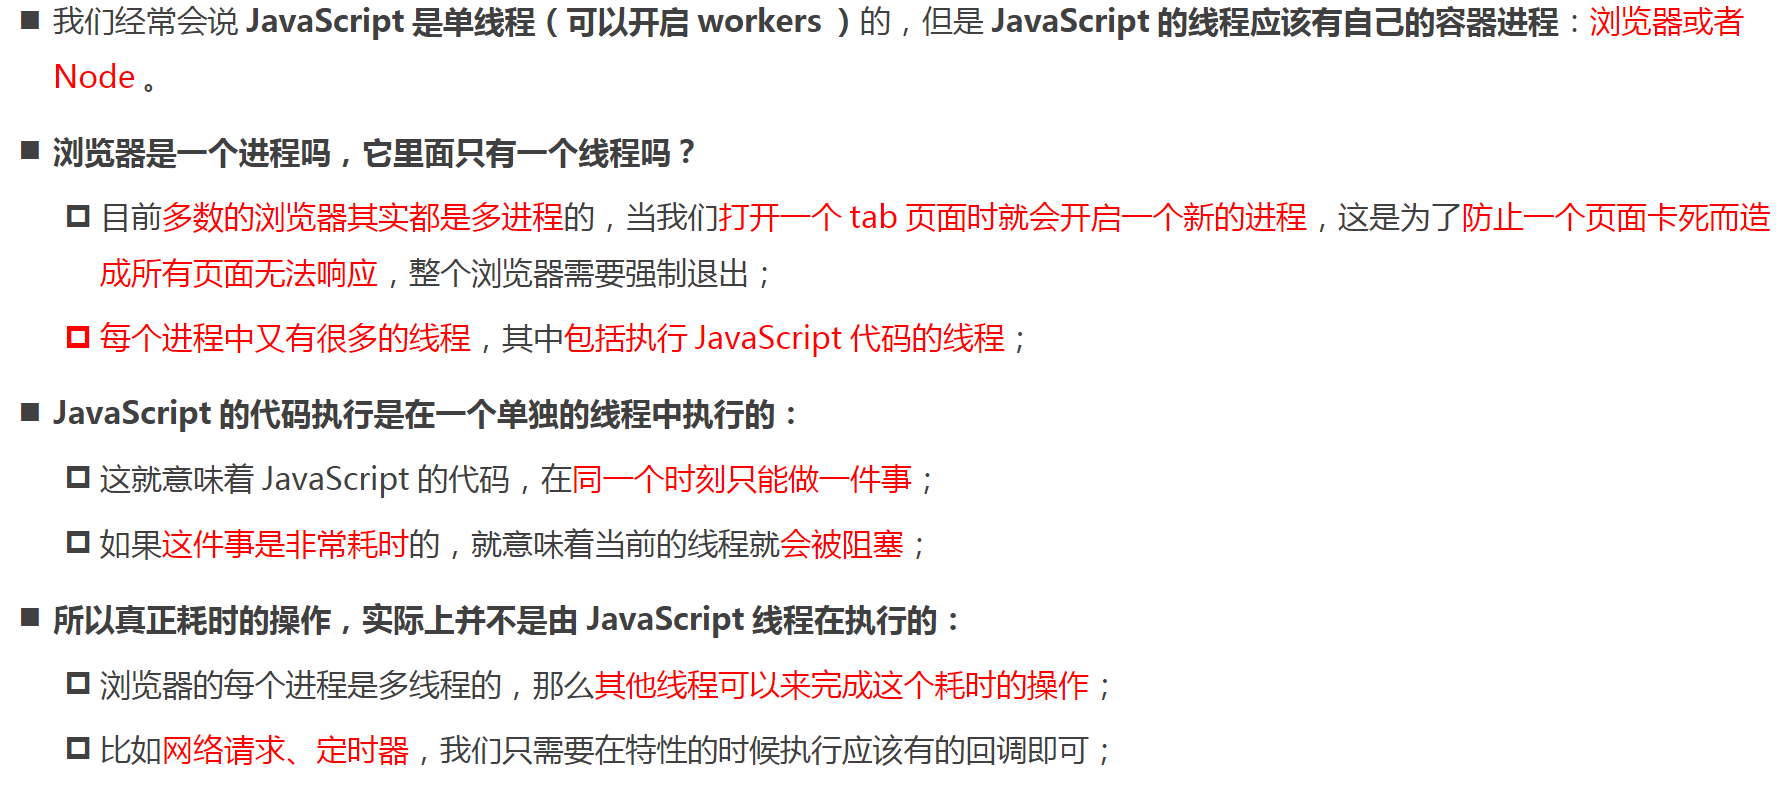 ■ 我们经常会说 JavaScript 是单线程（可以开启 workers ）的，但是 JavaScript 的线程应该有自己的容器进程：浏览器或者
Node 。
■ 浏览器是一个进程吗，它里面只有一个线程吗？
目前多数的浏览器其实都是多进程的，当我们打开一个 tab 页面时就会开启一个新的进程，这是为了防止一个页面卡死而造
成所有页面无法响应，整个浏览器需要强制退出；
每个进程中又有很多的线程，其中包括执行 JavaScript 代码的线程；
■ JavaScript 的代码执行是在一个单独的线程中执行的：
这就意味着 JavaScript 的代码，在同一个时刻只能做一件事；
如果这件事是非常耗时的，就意味着当前的线程就会被阻塞；
■ 所以真正耗时的操作，实际上并不是由 JavaScript 线程在执行的：
浏览器的每个进程是多线程的，那么其他线程可以来完成这个耗时的操作；
比如网络请求、定时器，我们只需要在特性的时候执行应该有的回调即可；